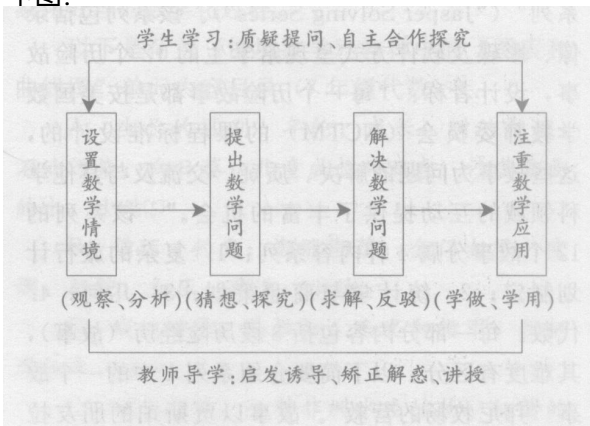 学生学习:质疑提问、自主合作探究
设置数学情境
提出数学问题
解决数学问题
注重数学应用
(观察、分析)(猜想、探究)(求解、反驳)(学做、学用)
教师导学:启发诱导、矫正解惑、讲授